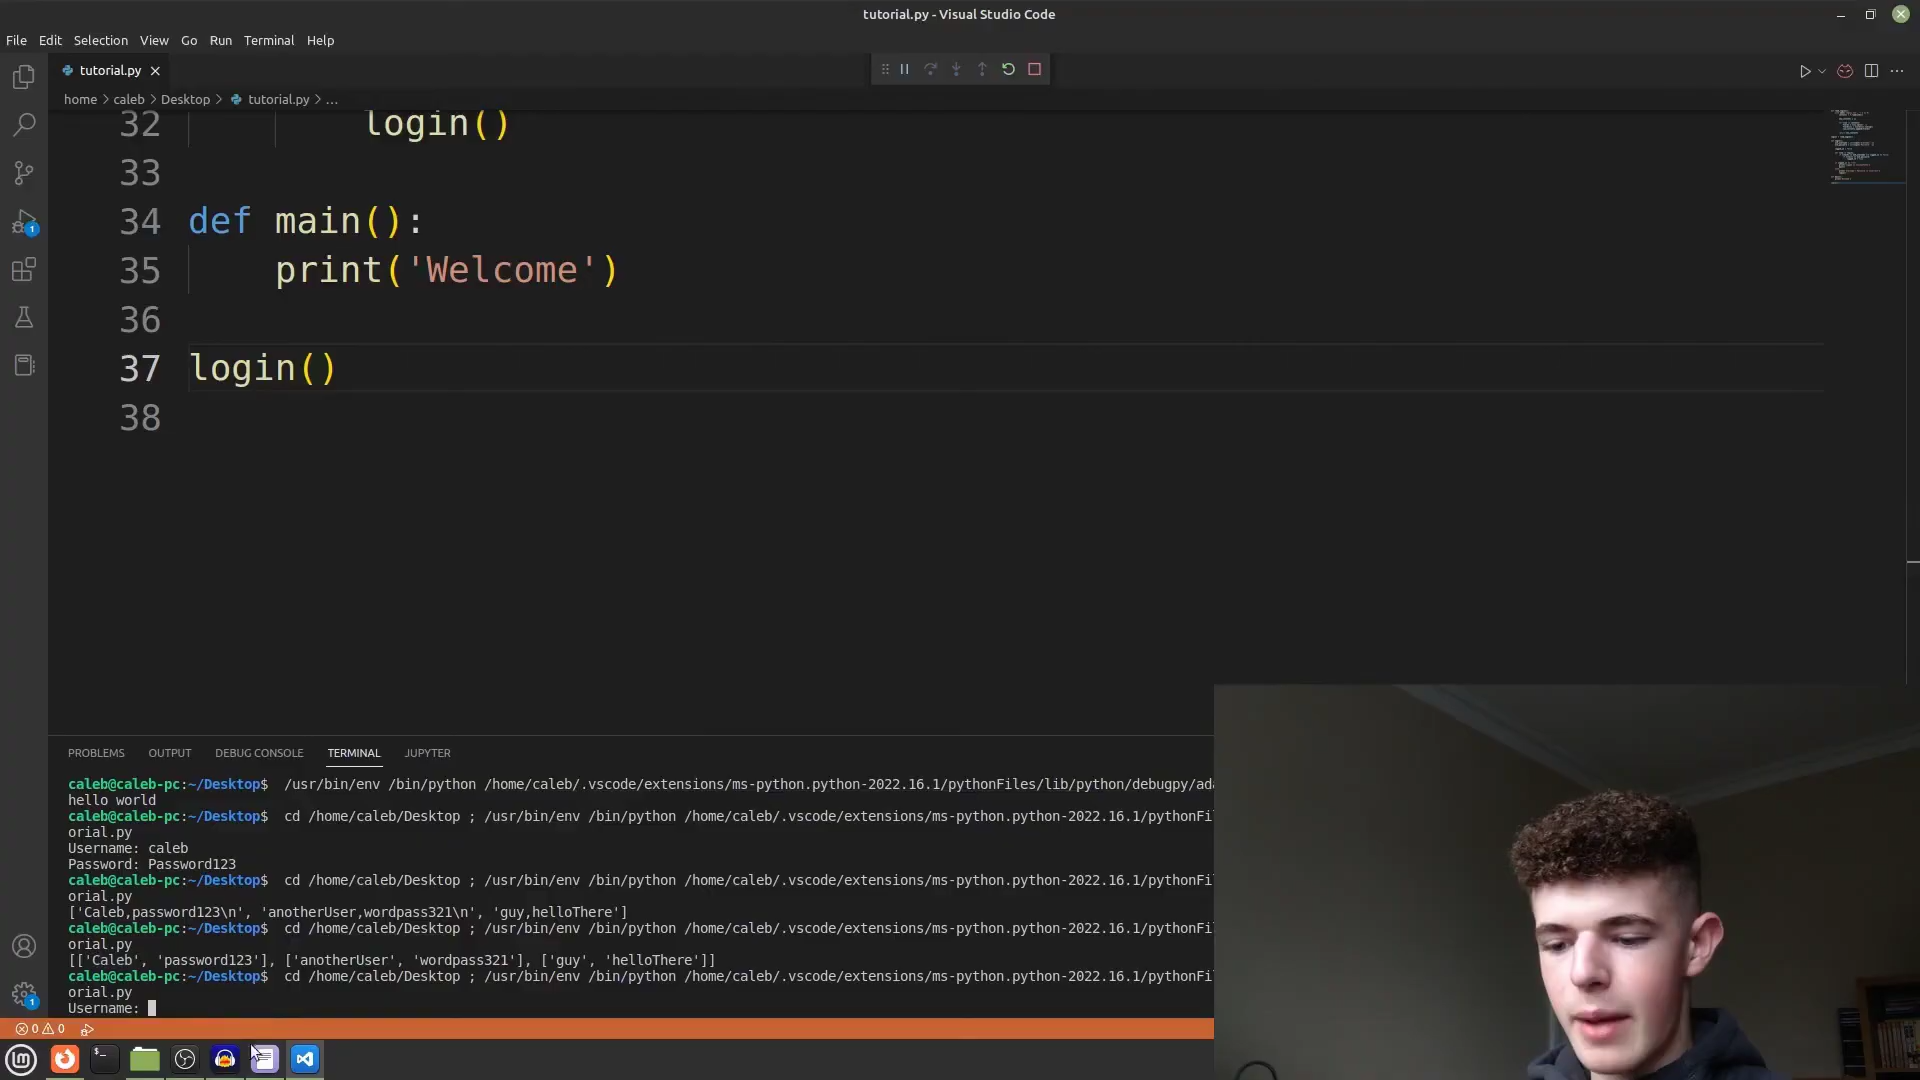 tutorial.py - Visual Studio Code
File Edit Selection View Go Run Terminal Help
tutorial.py
home > caleb > Desktop > tutorial.py > ...
32 login()
33
34 def main():
35 print('Welcome')
36
37 login()
38
PROBLEMS OUTPUT DEBUG CONSOLE TERMINAL JUPYTER
caleb@caleb-pc:~/Desktop$ /usr/bin/env /bin/python /home/caleb/.vscode/extensions/ms-python.python-2022.16.1/pythonFiles/lib/python/debugpy/ad
hello world
caleb@caleb-pc:~/Desktop$ cd /home/caleb/Desktop ; /usr/bin/env /bin/python /home/caleb/.vscode/extensions/ms-python.python-2022.16.1/pythonFi
orial.py
Username: caleb
Password: Password123
caleb@caleb-pc:~/Desktop$ cd /home/caleb/Desktop ; /usr/bin/env /bin/python /home/caleb/.vscode/extensions/ms-python.python-2022.16.1/pythonFi
orial.py
['Caleb,password123\n', 'anotherUser,wordpass321\n', 'guy,helloThere']
caleb@caleb-pc:~/Desktop$ cd /home/caleb/Desktop ; /usr/bin/env /bin/python /home/caleb/.vscode/extensions/ms-python.python-2022.16.1/pythonFi
orial.py
[['Caleb', 'password123'], ['anotherUser', 'wordpass321'], ['guy', 'helloThere']]
caleb@caleb-pc:~/Desktop$ cd /home/caleb/Desktop ; /usr/bin/env /bin/python /home/caleb/.vscode/extensions/ms-python.python-2022.16.1/pythonFi
orial.py
Username:
0 0